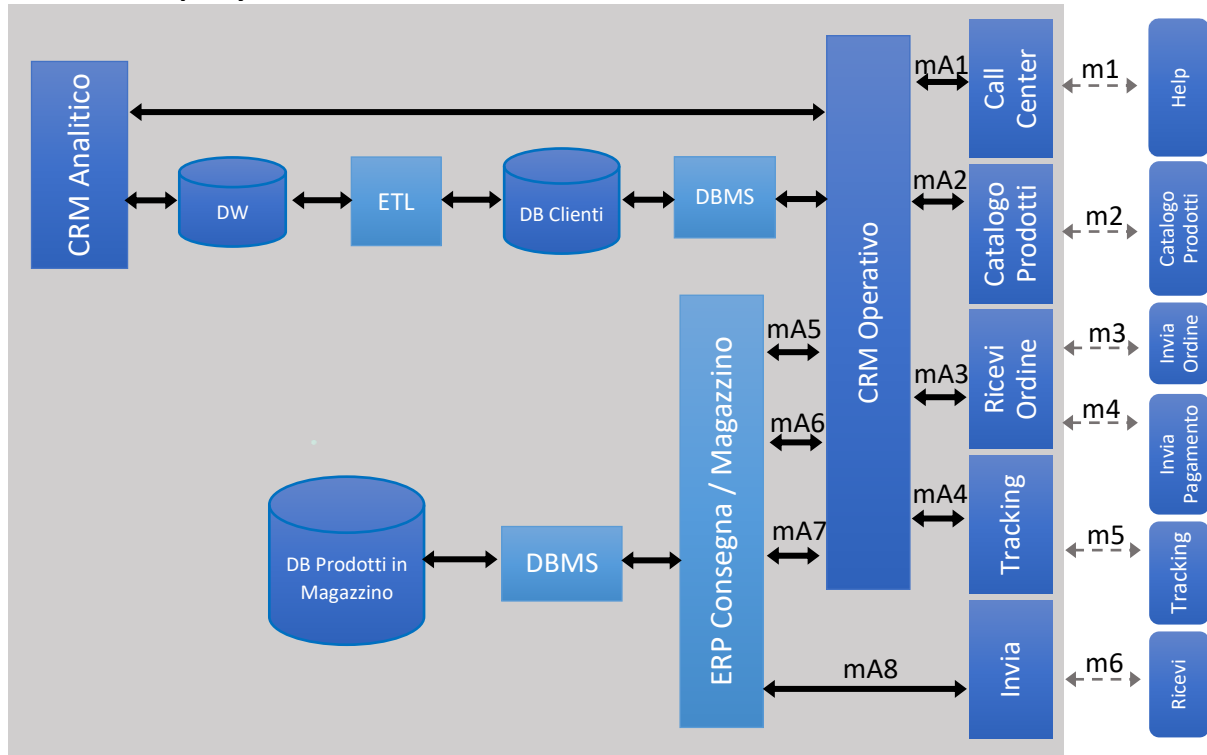 CRM Analitico
DW
ETL
DB Clienti
DBMS
CRM Operativo
mA1
Call
Center
m1
Help
mA2
Catalogo
Prodotti
m2
Catalogo
Prodotti
ERP Consegna / Magazzino
mA5
mA6
mA7
mA3
Ricevi
Ordine
m3
Invia
Ordine
m4
Invia
Pagamento
DB Prodotti in
Magazzino
DBMS
mA4
Tracking
m5
Tracking
mA8
Invia
m6
Ricevi